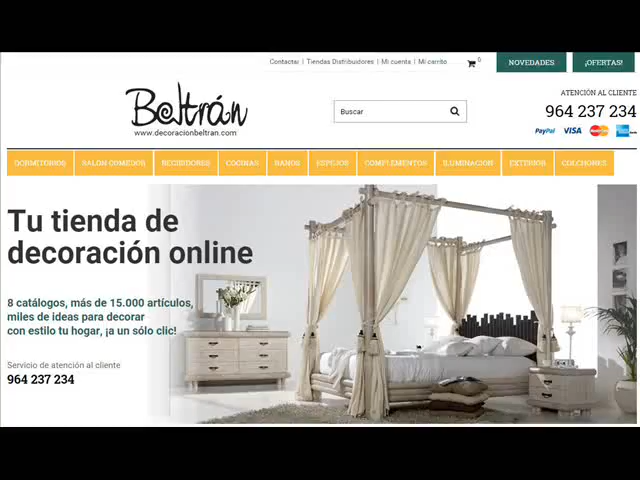 Contactar | Tiendas Distribuidores | Mi cuenta | Mi carrito
0
NOVEDADES
¡OFERTAS!
Beltrán
www.decoracionbeltran.com
Buscar
ATENCIÓN AL CLIENTE
964 237 234
PayPal VISA MasterCard
DORMITORIOS SALÓN COMEDOR RECIBIDORES COCINAS BAÑOS ESPEJOS COMPLEMENTOS ILUMINACIÓN EXTERIOR COLCHONES
Tu tienda de
decoración online
8 catálogos, más de 15.000 artículos,
miles de ideas para decorar
con estilo tu hogar, ¡a un sólo clic!
Servicio de atención al cliente
964 237 234